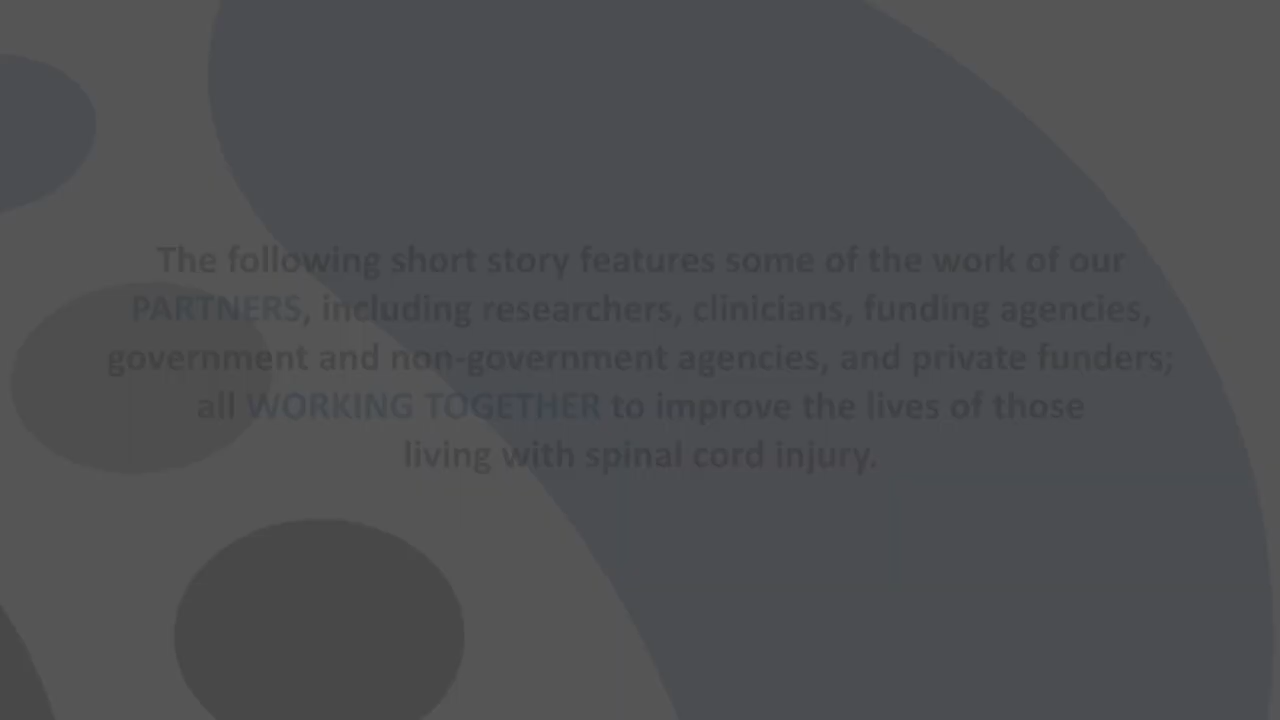 The following short story features some of the work of our
PARTNERS, including researchers, clinicians, funding agencies,
government and non-government agencies, and private funders;
all WORKING TOGETHER to improve the lives of those
living with spinal cord injury.